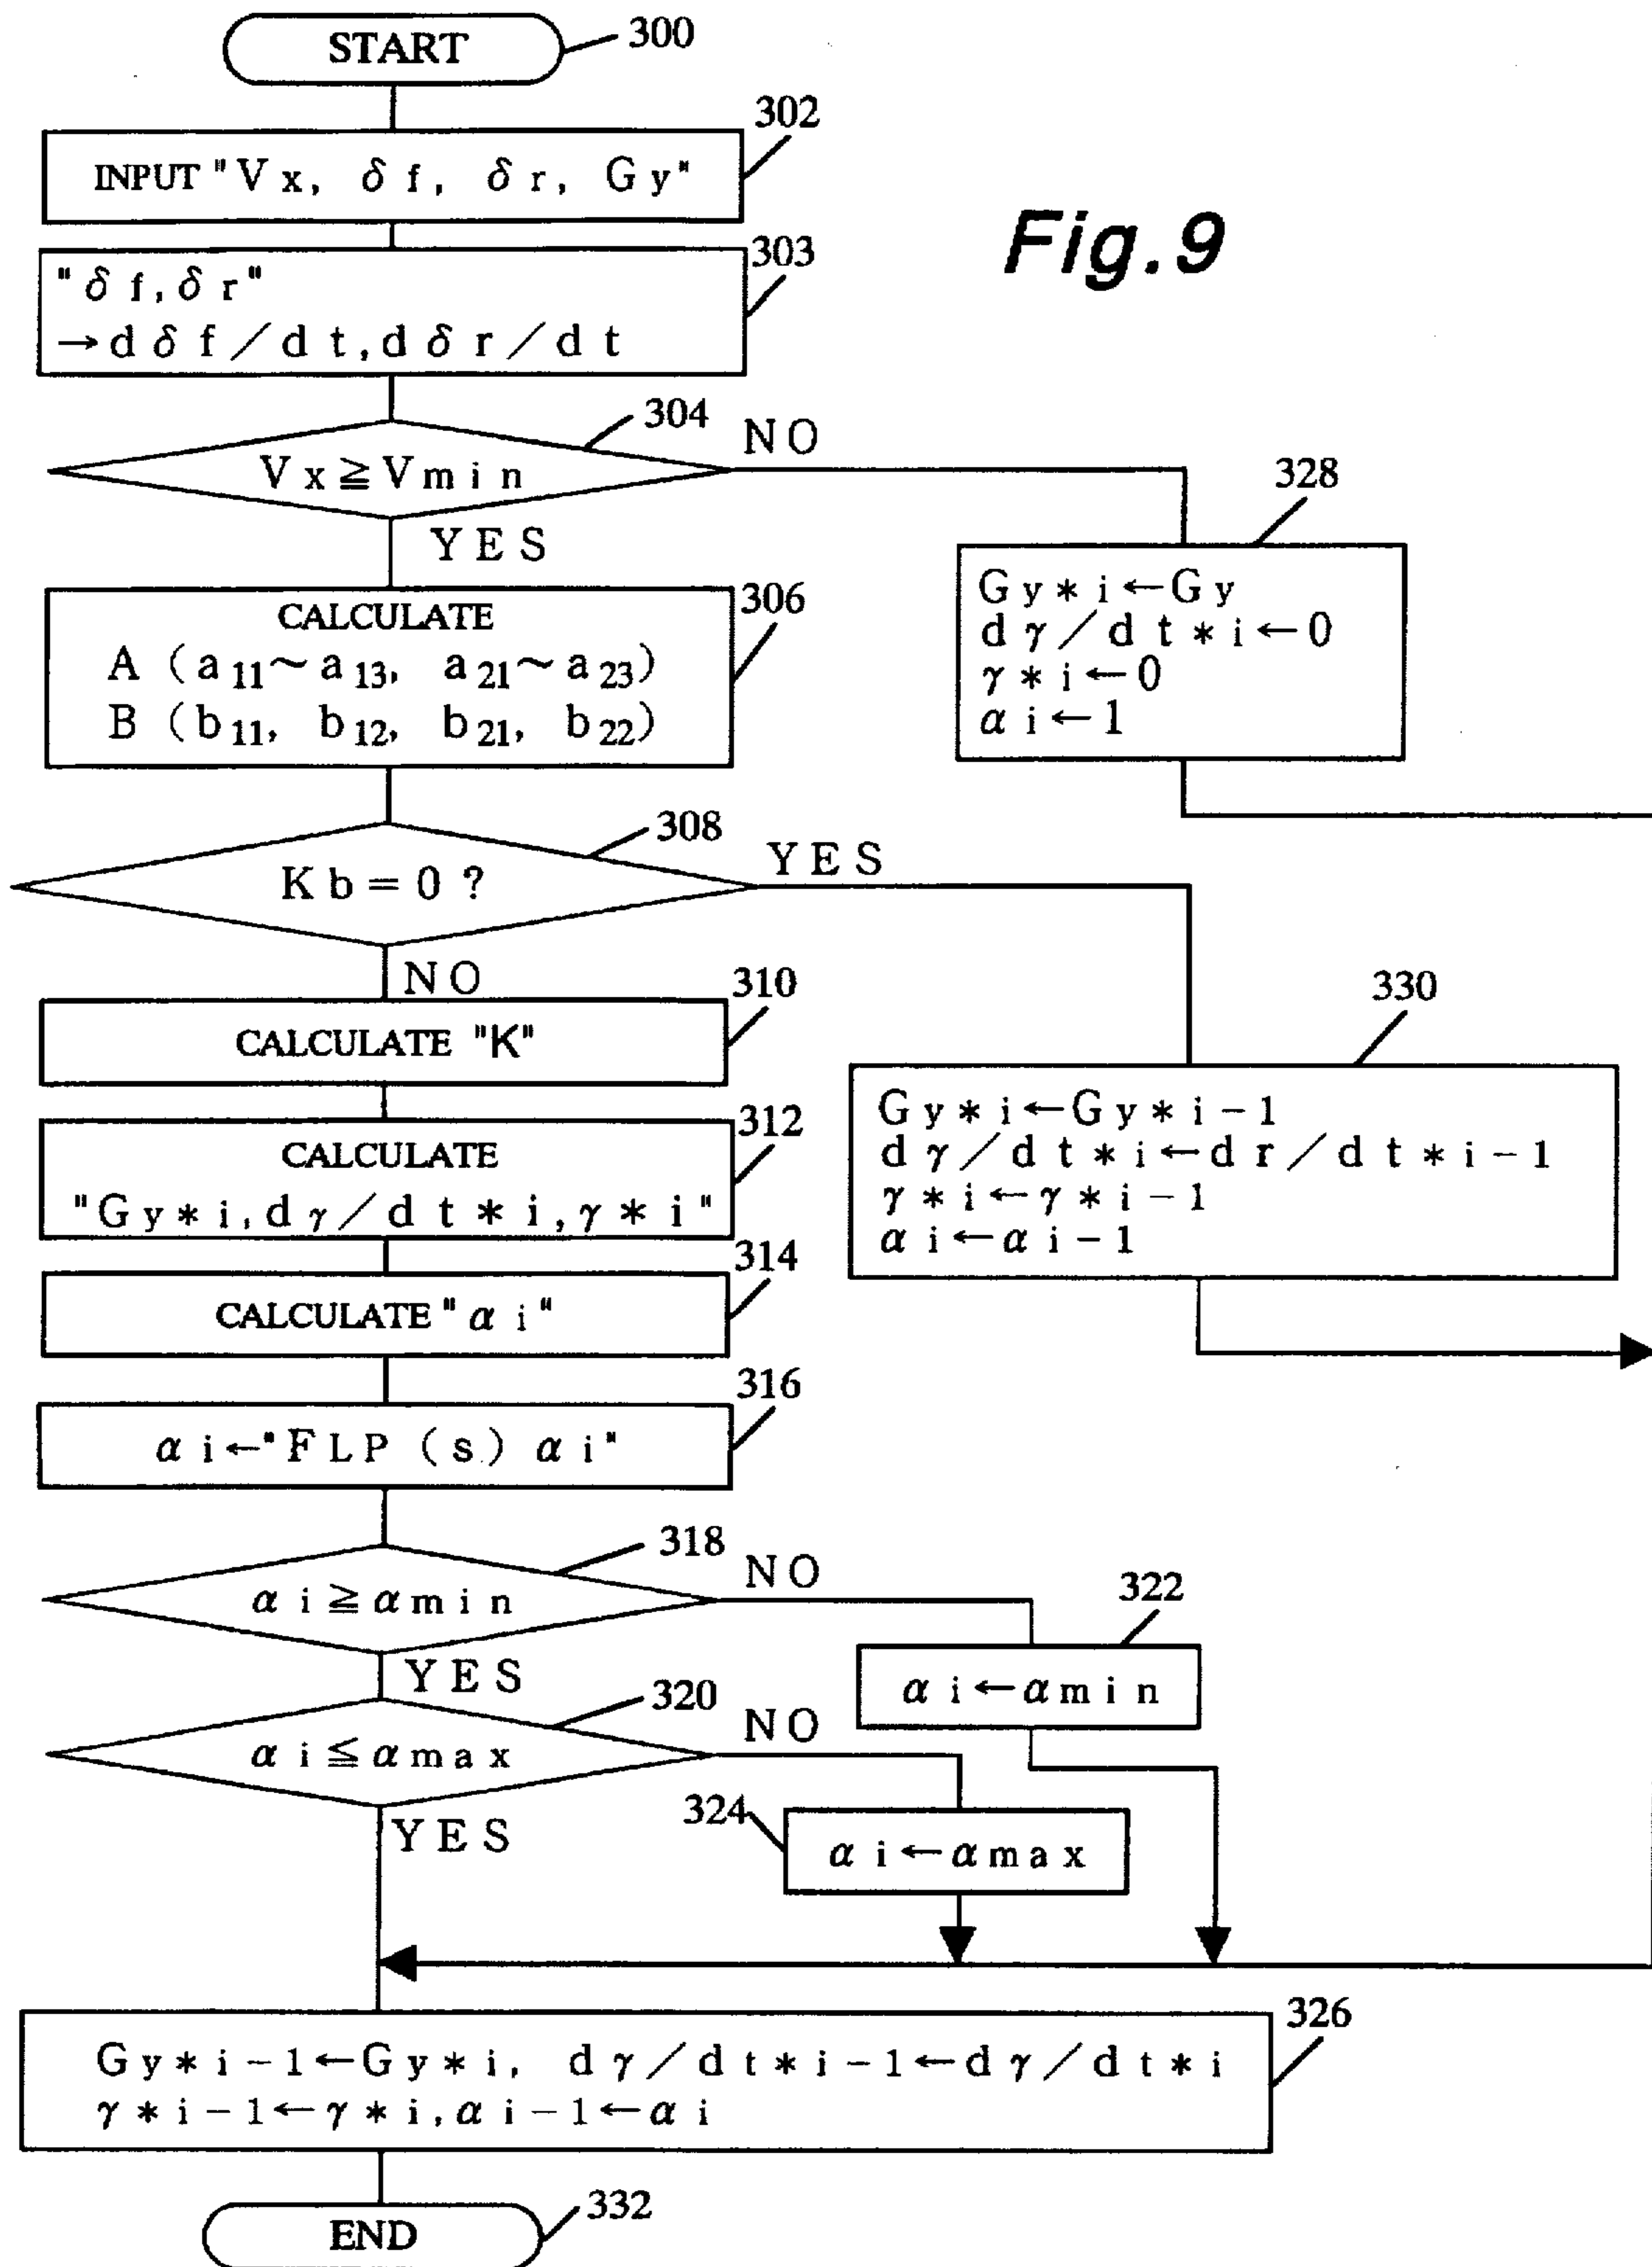 START
300
302
INPUT "Vx, δf, δr, Gy"
Fig.9
303
"δf,δr"
→dδf/dt,dδr/dt
304
NO
Vx≧Vmin
YES
328
Gy*i←Gy
dγ/dt*i←0
γ*i←0
αi←1
306
CALCULATE
A (a11~a13, a21~a23)
B (b11, b12, b21, b22)
308
YES
Kb=0?
NO
310
CALCULATE "K"
330
Gy*i←Gy*i-1
dγ/dt*i←dr/dt*i-1
γ*i←γ*i-1
αi←αi-1
312
CALCULATE
"Gy*i,dγ/dt*i,γ*i"
314
CALCULATE "αi"
316
αi←"FLP(s)αi"
318
NO
αi≧αmin
YES
322
αi←αmin
320
NO
αi≦αmax
YES
324
αi←αmax
326
Gy*i-1←Gy*i, dγ/dt*i-1←dγ/dt*i
γ*i-1←γ*i,αi-1←αi
332
END